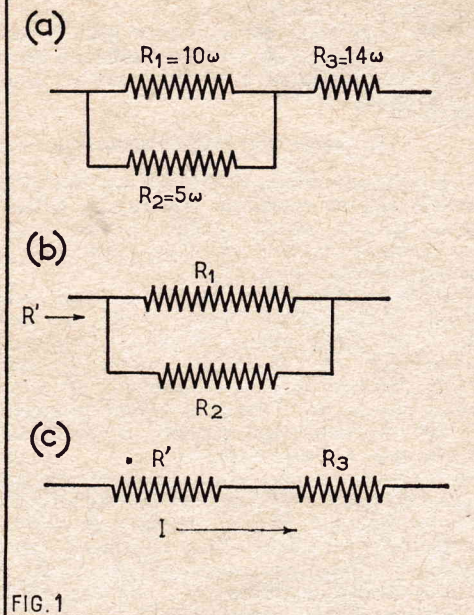 (a)
R₁=10ω
R₃=14ω
R₂=5ω
(b)
R₁
R'
R₂
(c)
R'
R₃
I
FIG.1